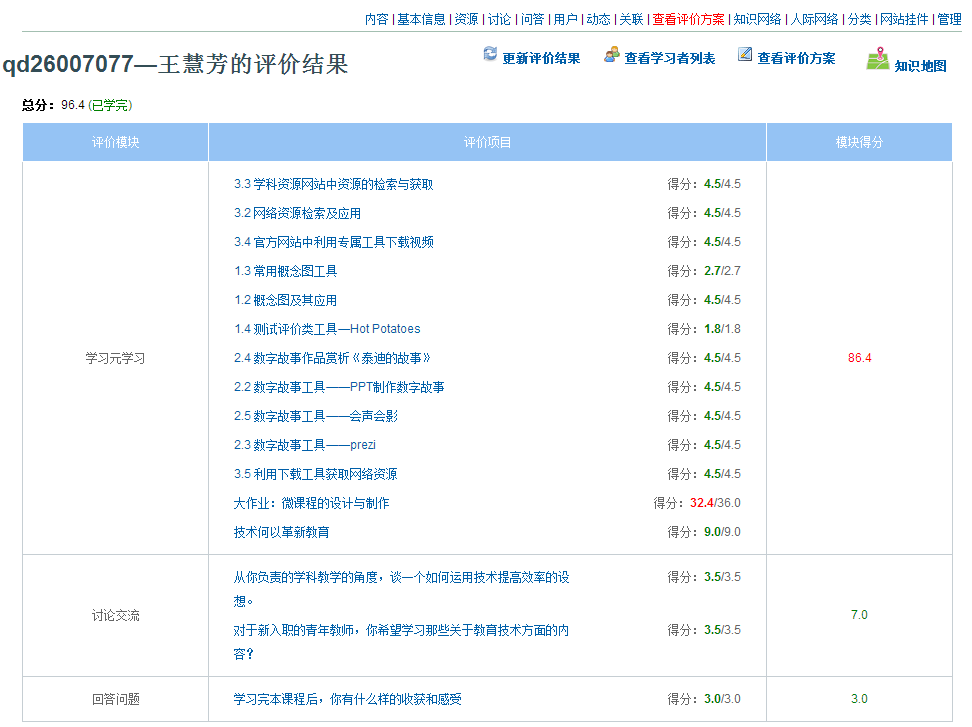 内容 | 基本信息 | 资源 | 讨论 | 问答 | 用户 | 动态 | 关联 | 查看评价方案 | 知识网络 | 人际网络 | 分类 | 网站挂件 | 管理
qd26007077—王慧芳的评价结果
更新评价结果 查看学习者列表 查看评价方案 知识地图
总分：96.4 (已学完)
评价模块 评价项目 模块得分
3.3 学科资源网站中资源的检索与获取 得分：4.5/4.5
3.2 网络资源检索及应用 得分：4.5/4.5
3.4 官方网站中利用专属工具下载视频 得分：4.5/4.5
1.3 常用概念图工具 得分：2.7/2.7
1.2 概念图及其应用 得分：4.5/4.5
1.4 测试评价类工具—Hot Potatoes 得分：1.8/1.8
学习元学习 2.4 数字故事作品赏析《泰迪的故事》 得分：4.5/4.5 86.4
2.2 数字故事工具——PPT制作数字故事 得分：4.5/4.5
2.5 数字故事工具——会声会影 得分：4.5/4.5
2.3 数字故事工具——prezi 得分：4.5/4.5
3.5 利用下载工具获取网络资源 得分：4.5/4.5
大作业：微课程的设计与制作 得分：32.4/36.0
技术何以革新教育 得分：9.0/9.0
从你负责的学科教学的角度，谈一个如何运用技术提高效率的设 得分：3.5/3.5
想。
讨论交流 7.0
对于新入职的青年教师，你希望学习那些关于教育技术方面的内 得分：3.5/3.5
容？
回答问题 学习完本课程后，你有什么样的收获和感受 得分：3.0/3.0 3.0